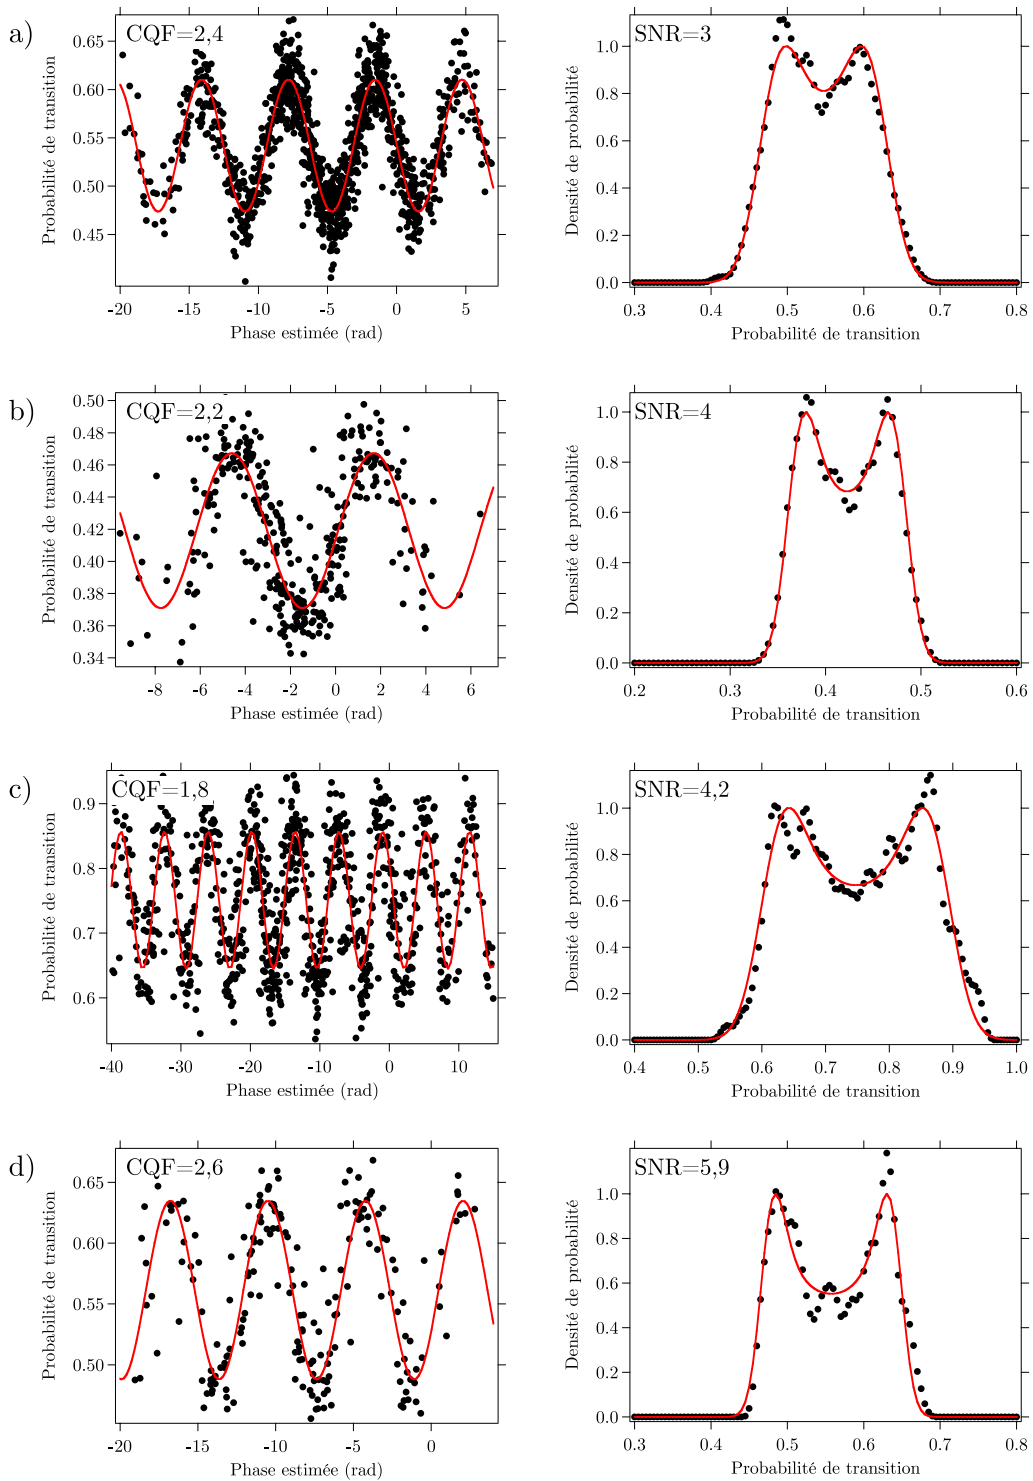 a)
CQF=2,4
0.65
0.60
0.55
0.50
0.45
-20 -15 -10 -5 0 5
Probabilité de transition
Phase estimée (rad)
SNR=3
1.0
0.8
0.6
0.4
0.2
0.0
0.3 0.4 0.5 0.6 0.7 0.8
Densité de probabilité
Probabilité de transition
b)
CQF=2,2
0.50
0.48
0.46
0.44
0.42
0.40
0.38
0.36
0.34
-8 -6 -4 -2 0 2 4 6
Probabilité de transition
Phase estimée (rad)
SNR=4
1.0
0.8
0.6
0.4
0.2
0.0
0.2 0.3 0.4 0.5 0.6
Densité de probabilité
Probabilité de transition
c)
CQF=1,8
0.9
0.8
0.7
0.6
-40 -30 -20 -10 0 10
Probabilité de transition
Phase estimée (rad)
SNR=4,2
1.0
0.8
0.6
0.4
0.2
0.0
0.4 0.5 0.6 0.7 0.8 0.9 1.0
Densité de probabilité
Probabilité de transition
d)
CQF=2,6
0.65
0.60
0.55
0.50
-20 -15 -10 -5 0
Probabilité de transition
Phase estimée (rad)
SNR=5,9
1.0
0.8
0.6
0.4
0.2
0.0
0.3 0.4 0.5 0.6 0.7 0.8
Densité de probabilité
Probabilité de transition